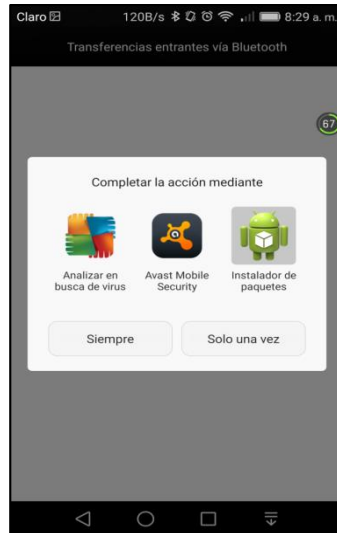 Claro 120B/s 8:29 a. m.
Transferencias entrantes vía Bluetooth
67
Completar la acción mediante
Analizar en busca de virus
Avast Mobile Security
Instalador de paquetes
Siempre Solo una vez